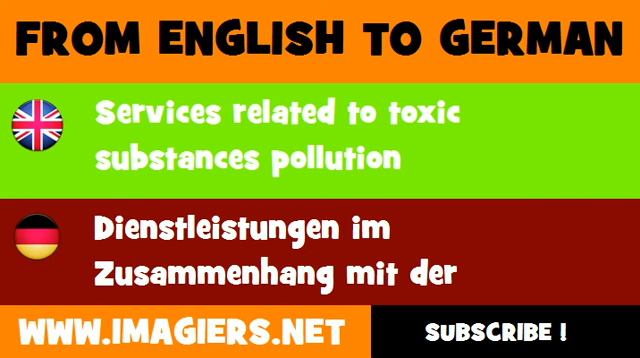 FROM ENGLISH TO GERMAN
Services related to toxic
substances pollution
Dienstleistungen im
Zusammenhang mit der
WWW.IMAGIERS.NET
SUBSCRIBE !